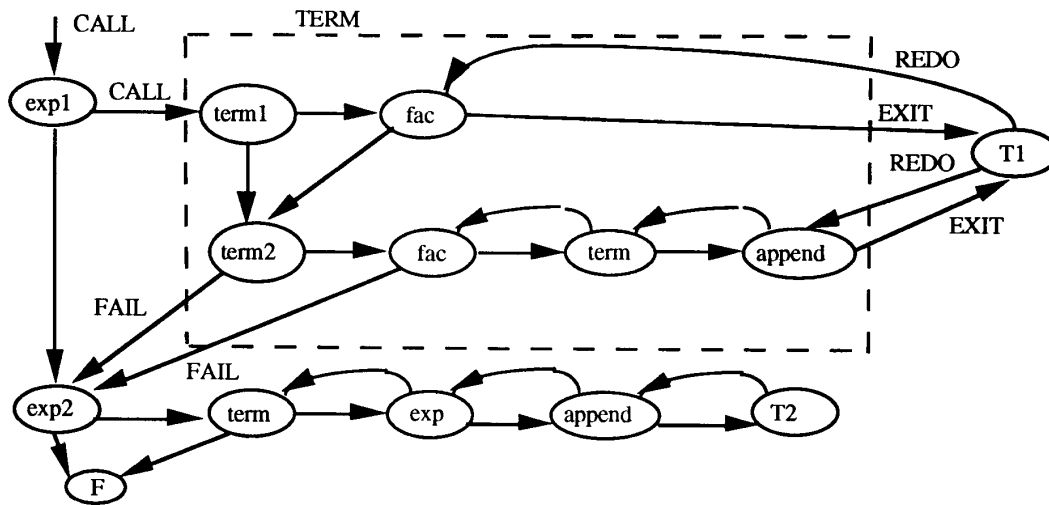 CALL
TERM
exp1
CALL
term1
fac
REDO
EXIT
T1
REDO
term2
fac
term
append
EXIT
FAIL
FAIL
exp2
term
exp
append
T2
F